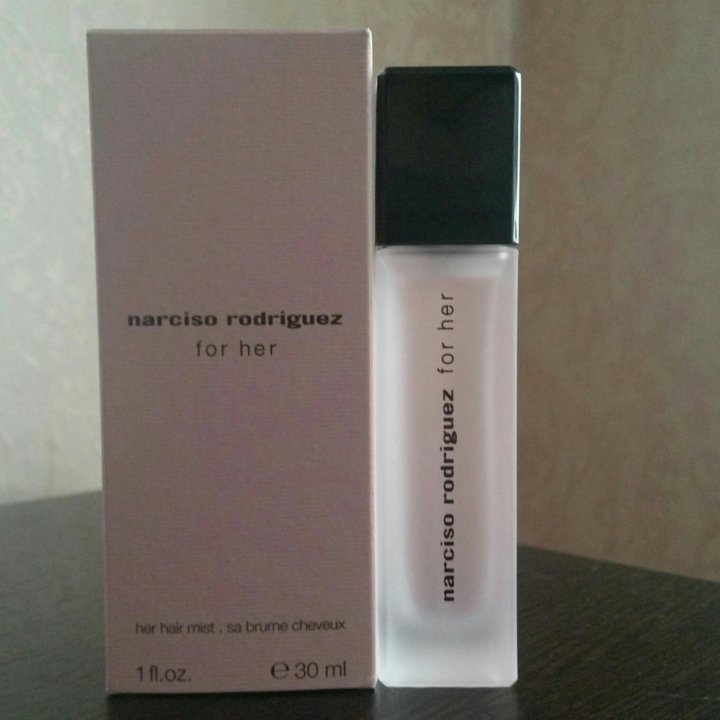 narciso rodriguez
for her
her hair mist . sa brume cheveux
1 fl.oz. ℮ 30 ml
narciso rodriguez for her